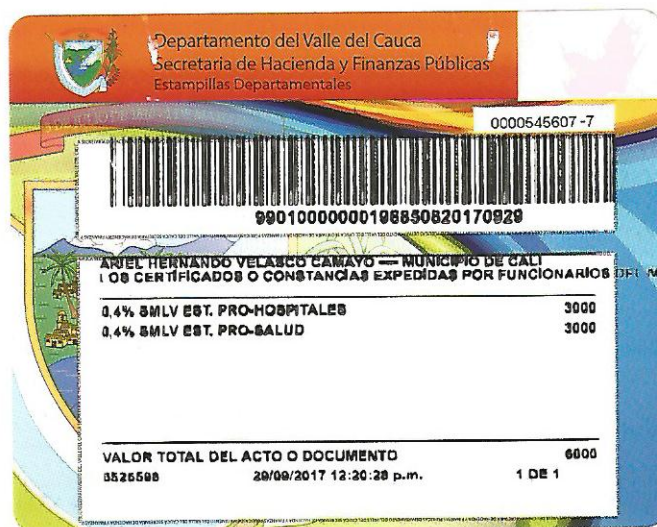 Departamento del Valle del Cauca
Secretaria de Hacienda y Finanzas Públicas
Estampillas Departamentales
0000545607-7
ARIEL HERNANDO VELASCO CAMAYO — MUNICIPIO DE CALI
LOS CERTIFICADOS O CONSTANCIAS EXPEDIDAS POR FUNCIONARIOS DEL M
0,4% SMLV EST. PRO-HOSPITALES 3000
0,4% SMLV EST. PRO-SALUD 3000
VALOR TOTAL DEL ACTO O DOCUMENTO 6000
29/09/2017 12:20:28 p.m. 1 DE 1